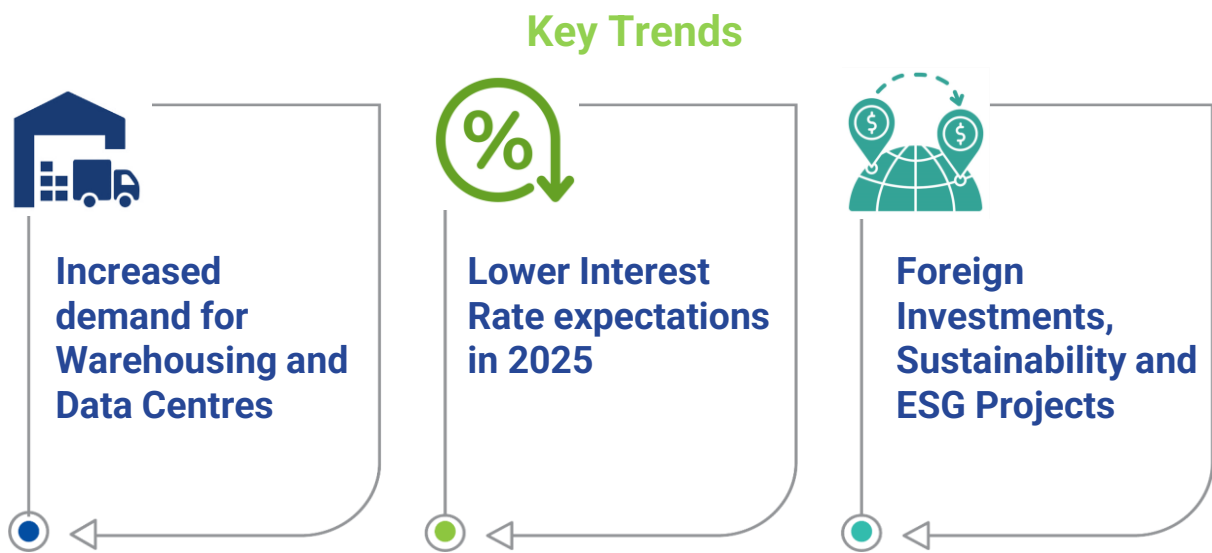 Key Trends
%
$
$
Increased
demand for
Warehousing and
Data Centres
Lower Interest
Rate expectations
in 2025
Foreign
Investments,
Sustainability and
ESG Projects